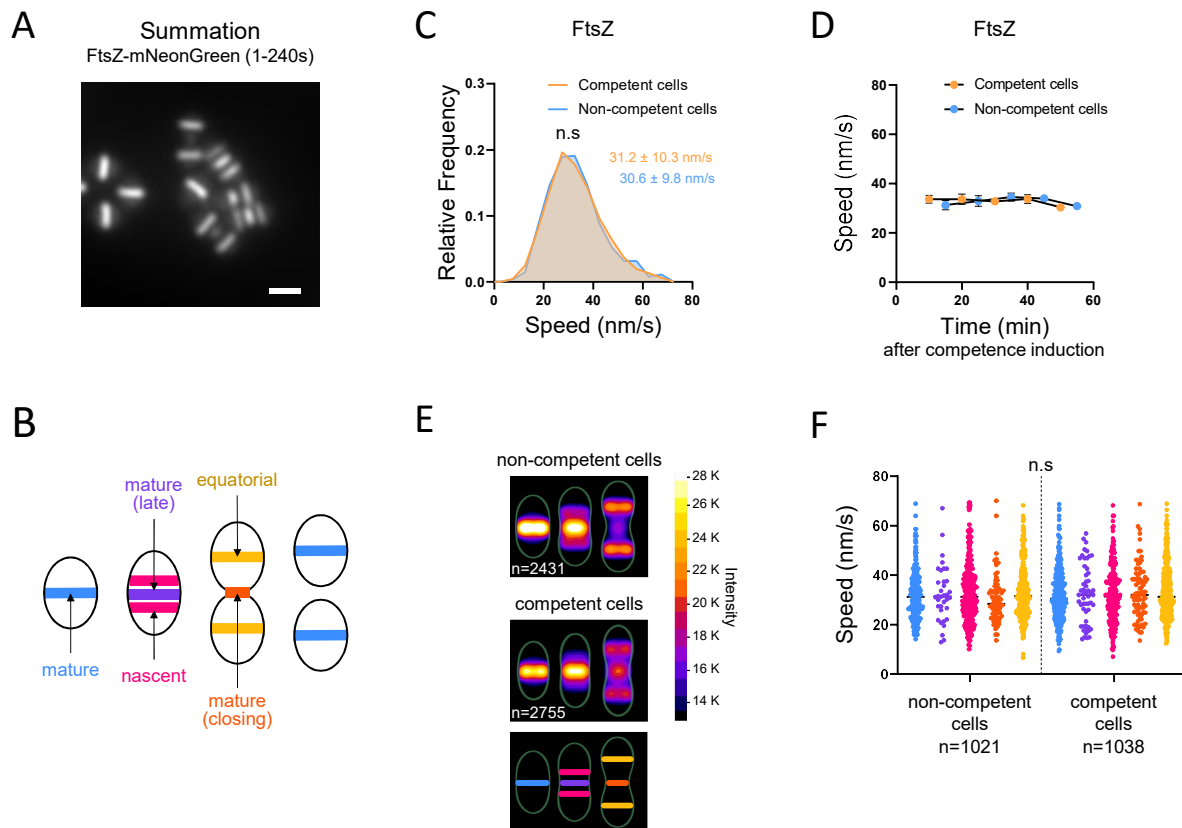 A
Summation
FtsZ-mNeonGreen (1-240s)
B
mature
(late)
equatorial
mature
nascent
mature
(closing)
C
FtsZ
Competent cells
Non-competent cells
n.s
31.2 ± 10.3 nm/s
30.6 ± 9.8 nm/s
Relative Frequency
0.3
0.2
0.1
0.0
0
20
40
60
80
Speed (nm/s)
D
FtsZ
Competent cells
Non-competent cells
Speed (nm/s)
80
60
40
20
0
0
20
40
60
Time (min)
after competence induction
E
non-competent cells
n=2431
competent cells
n=2755
28 K
26 K
24 K
22 K
20 K
18 K
16 K
14 K
Intensity
F
n.s
Speed (nm/s)
80
60
40
20
0
non-competent
cells
n=1021
competent
cells
n=1038